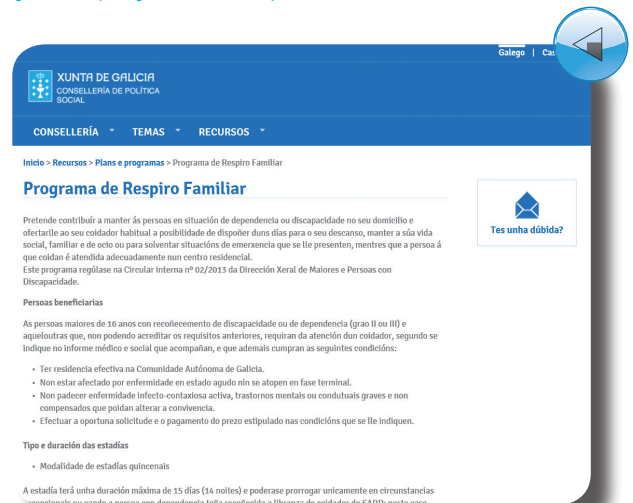 Galego | Cas
XUNTA DE GALICIA
CONSELLERÍA DE POLÍTICA
SOCIAL
CONSELLERÍA TEMAS RECURSOS
Inicio > Recursos > Plans e programas > Programa de Respiro Familiar
Programa de Respiro Familiar
Tes unha dúbida?
Pretende contribuír a manter ás persoas en situación de dependencia ou discapacidade no seu domicilio e
ofertarlle ao seu coidador habitual a posibilidade de dispoñer duns días para o seu descanso, manter a súa vida
social, familiar e de ocio ou para solventar situacións de emerxencia que se lle presenten, mentres que a persoa á
que coidan é atendida adecuadamente nun centro residencial.
Este programa regúlase na Circular interna nº 02/2013 da Dirección Xeral de Maiores e Persoas con
Discapacidade.
Persoas beneficiarias
As persoas maiores de 16 anos con recoñecemento de discapacidade ou de dependencia (grao II ou III) e
aqueloutras que, non podendo acreditar os requisitos anteriores, requiran da atención dun coidador, segundo se
indique no informe médico e social que acompañan, e que ademais cumpran as seguintes condicións:
• Ter residencia efectiva na Comunidade Autónoma de Galicia.
• Non estar afectado por enfermidade en estado agudo nin se atopen en fase terminal.
• Non padecer enfermidade infecto-contaxiosa activa, trastornos mentais ou condutuais graves e non
compensados que poidan alterar a convivencia.
• Efectuar a oportuna solicitude e o pagamento do prezo estipulado nas condicións que se lle indiquen.
Tipo e duración das estadías
• Modalidade de estadías quincenais
A estadía terá unha duración máxima de 15 días (14 noites) e poderase prorrogar unicamente en circunstancias